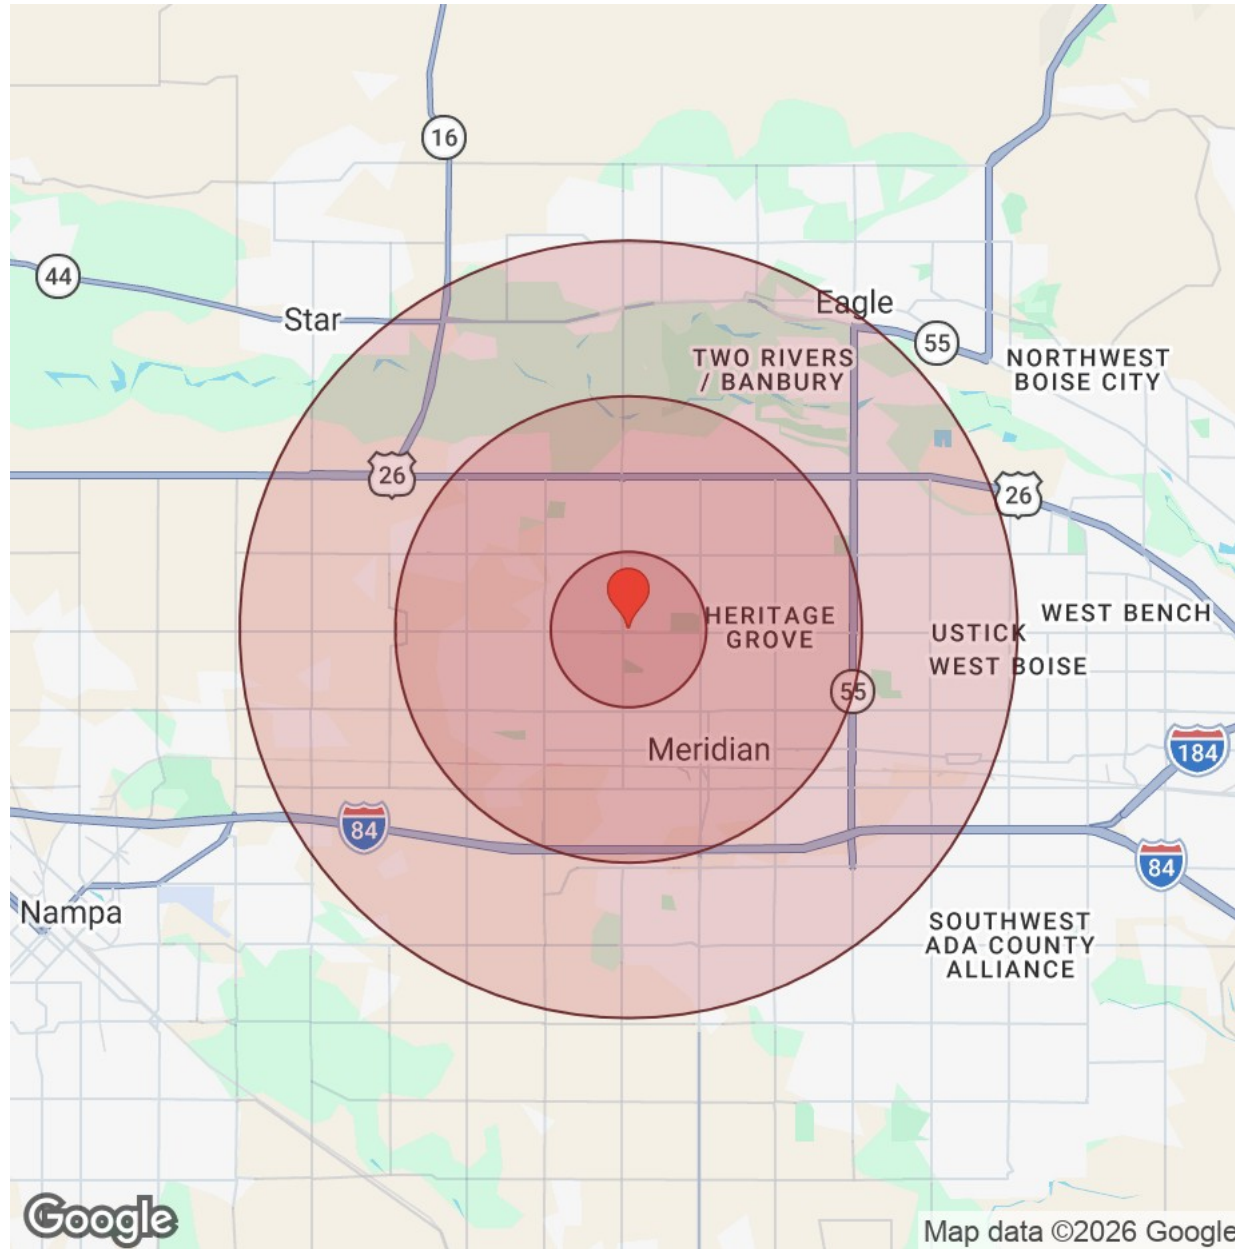 16
44
Star
Eagle
55
TWO RIVERS
/ BANBURY
NORTHWEST
BOISE CITY
26
26
HERITAGE
GROVE
WEST BENCH
USTICK
WEST BOISE
55
Meridian
184
84
84
Nampa
SOUTHWEST
ADA COUNTY
ALLIANCE
Google
Map data ©2026 Google